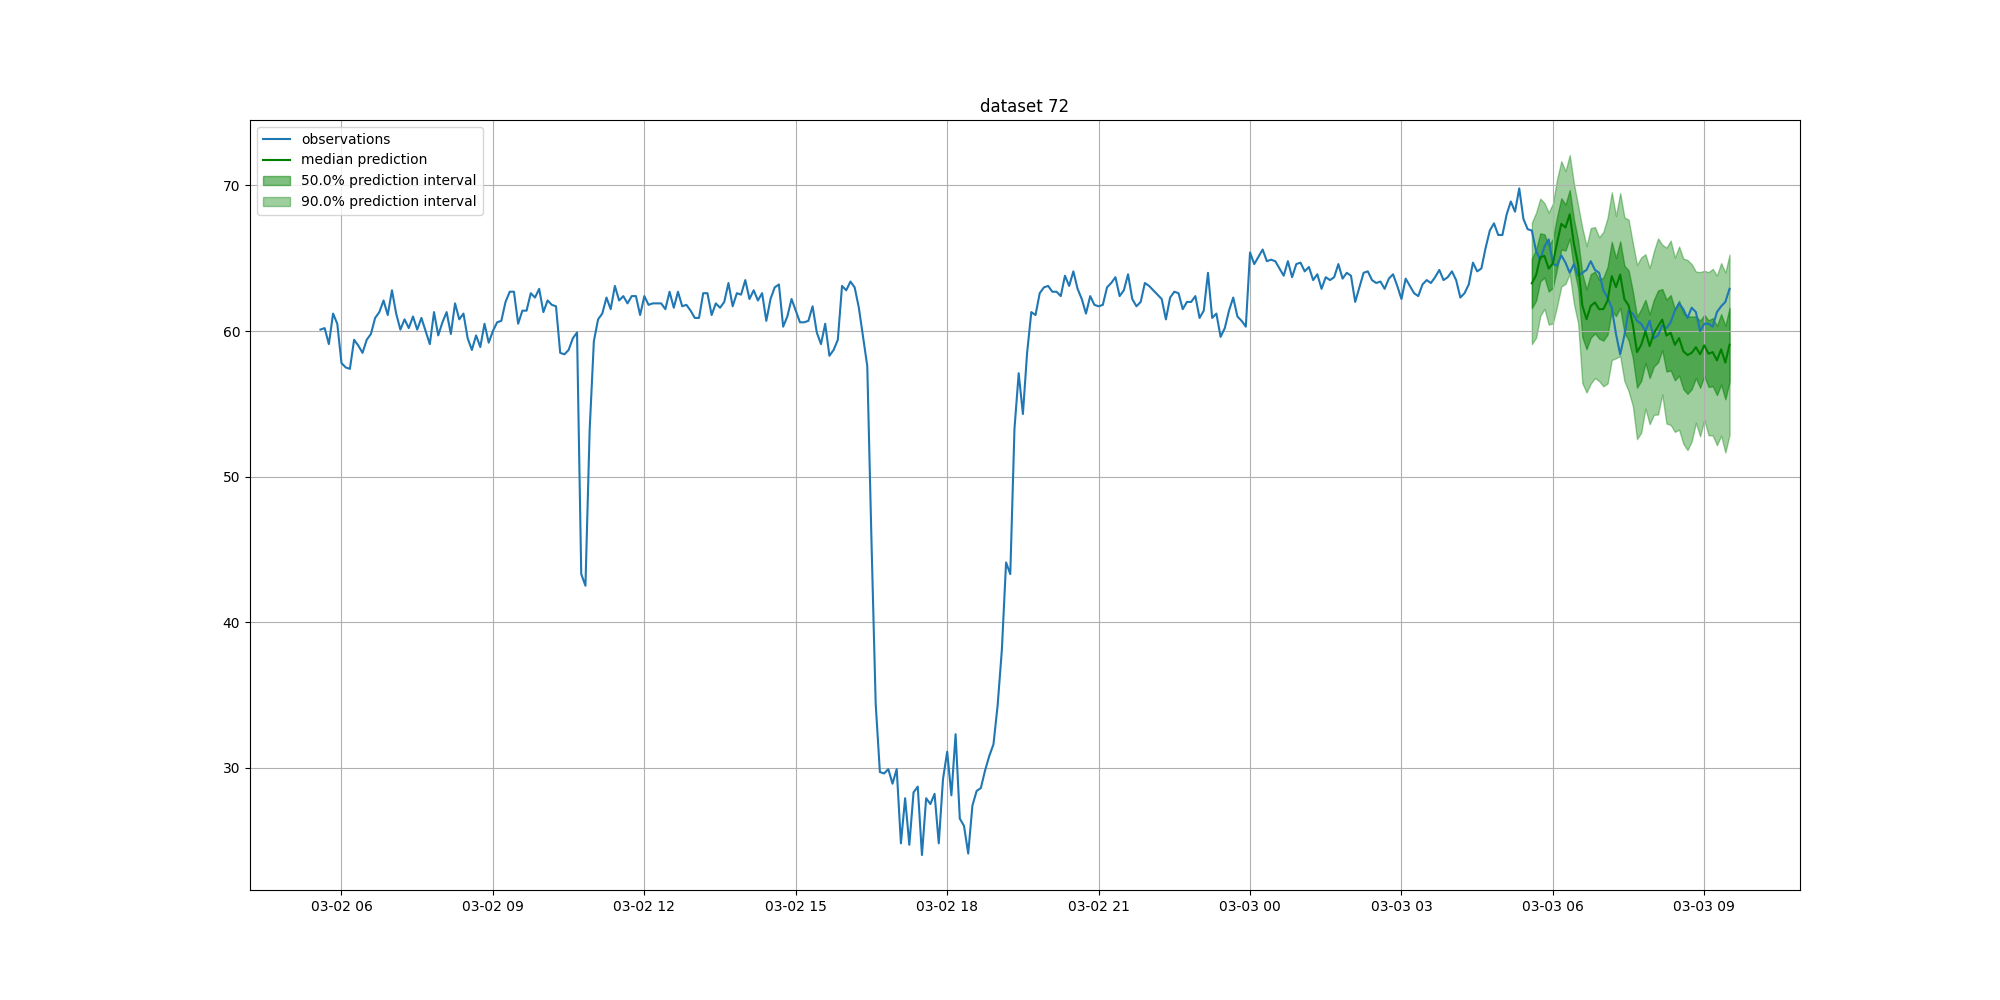 dataset 72
observations
median prediction
50.0% prediction interval
90.0% prediction interval
70
60
50
40
30
03-02 06 03-02 09 03-02 12 03-02 15 03-02 18 03-02 21 03-03 00 03-03 03 03-03 06 03-03 09